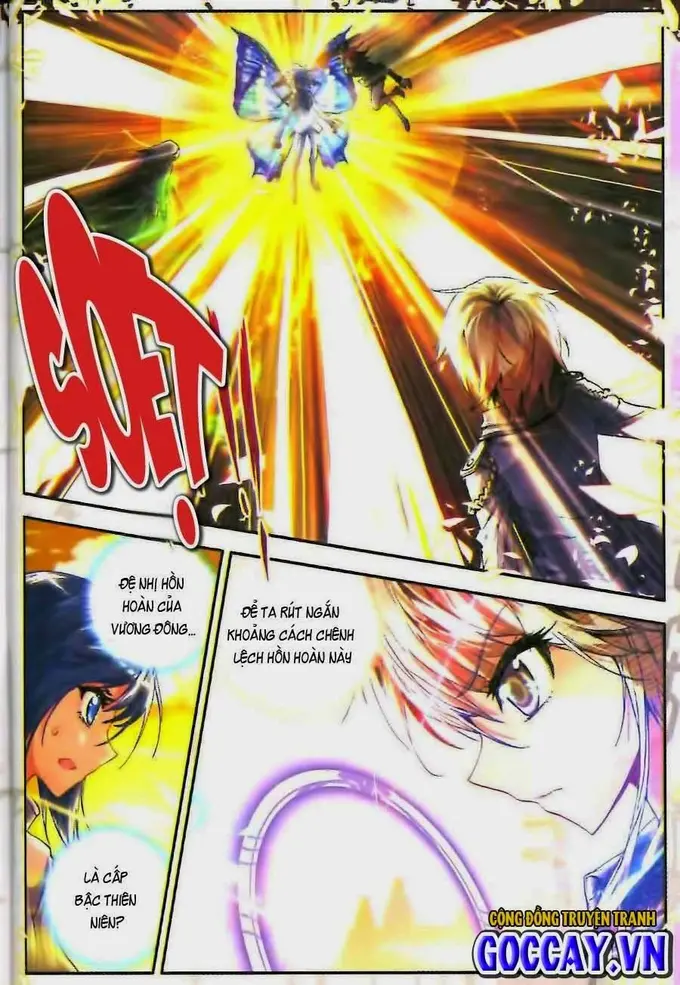 SOẸT!!!
ĐỆ NHỊ HỒN
HOÀN CỦA
VƯƠNG ĐÔNG...
ĐỂ TA RÚT NGẮN
KHOẢNG CÁCH CHÊNH
LỆCH HỒN HOÀN NÀY
LÀ CẤP
BẬC THIÊN
NIÊN?
CỘNG ĐỒNG TRUYỆN TRANH
GOCCAY.VN